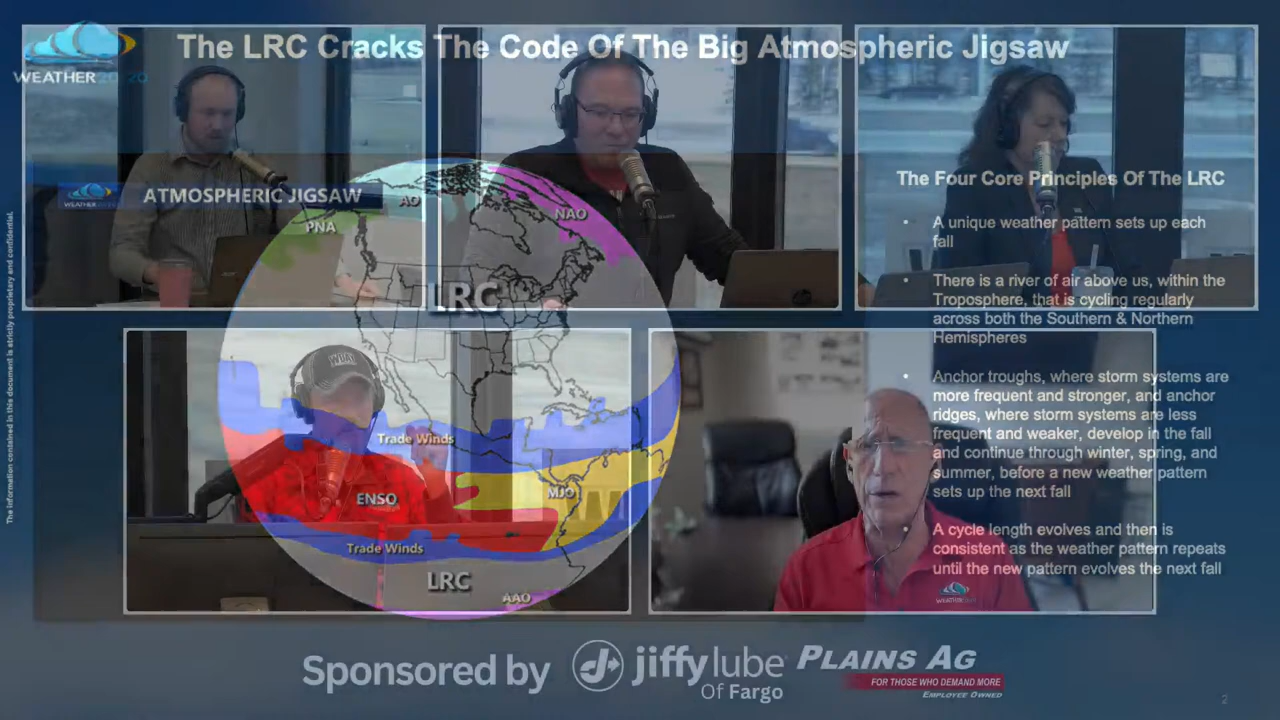 The LRC Cracks The Code Of The Big Atmospheric Jigsaw
WEATHER2020
The Four Core Principles Of The LRC
ATMOSPHERIC JIGSAW
AO
NAO
PNA
LRC
Trade Winds
ENSO
MJO
Trade Winds
LRC
AAO
• A unique weather pattern sets up each
fall
• There is a river of air above us, within the
Troposphere, that is cycling regularly
across both the Southern & Northern
Hemispheres
• Anchor troughs, where storm systems are
more frequent and stronger, and anchor
ridges, where storm systems are less
frequent and weaker, develop in the fall
and continue through winter, spring, and
summer, before a new weather pattern
sets up the next fall
• A cycle length evolves and then is
consistent as the weather pattern repeats
until the new pattern evolves the next fall
The information contained in this document is strictly proprietary and confidential.
WEATHER
Sponsored by
jiffylube
Of Fargo
PLAINS AG
FOR THOSE WHO DEMAND MORE
EMPLOYEE OWNED
2